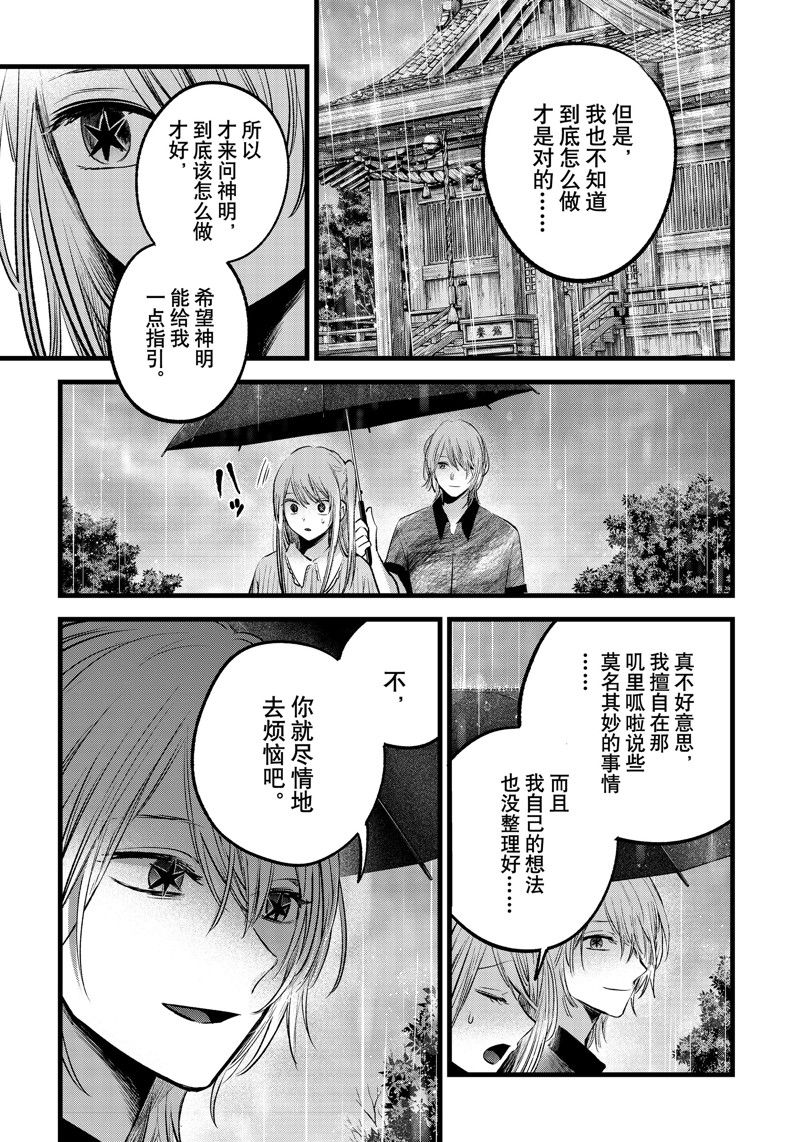 但是，
我也不知道
到底怎么做
才是对的……
所以
才来问神明，
到底该怎么做
才好，
希望神明
能给我
一点指引。
真不好意思，
我擅自在那
叽里呱啦说些
莫名其妙的事情
……
而且
我自己的想法
也没整理好……
不，
你就尽情地
去烦恼吧。